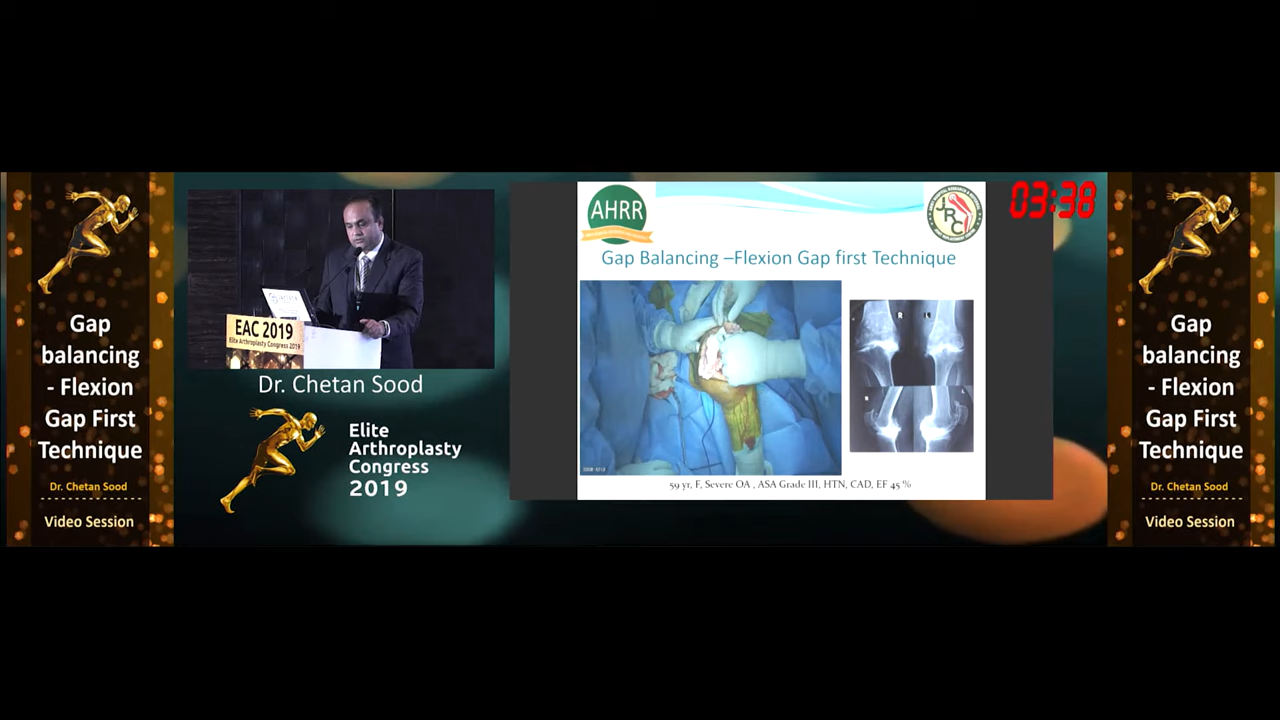 Gap
balancing
- Flexion
Gap First
Technique
Dr. Chetan Sood
Video Session
EAC 2019
Elite Arthroplasty Congress 2019
Dr. Chetan Sood
Elite
Arthroplasty
Congress
2019
AHRR
JRC
Gap Balancing –Flexion Gap first Technique
R
R
L
59 yr, F, Severe OA , ASA Grade III, HTN, CAD, EF 45 %
03:38
Gap
balancing
- Flexion
Gap First
Technique
Dr. Chetan Sood
Video Session